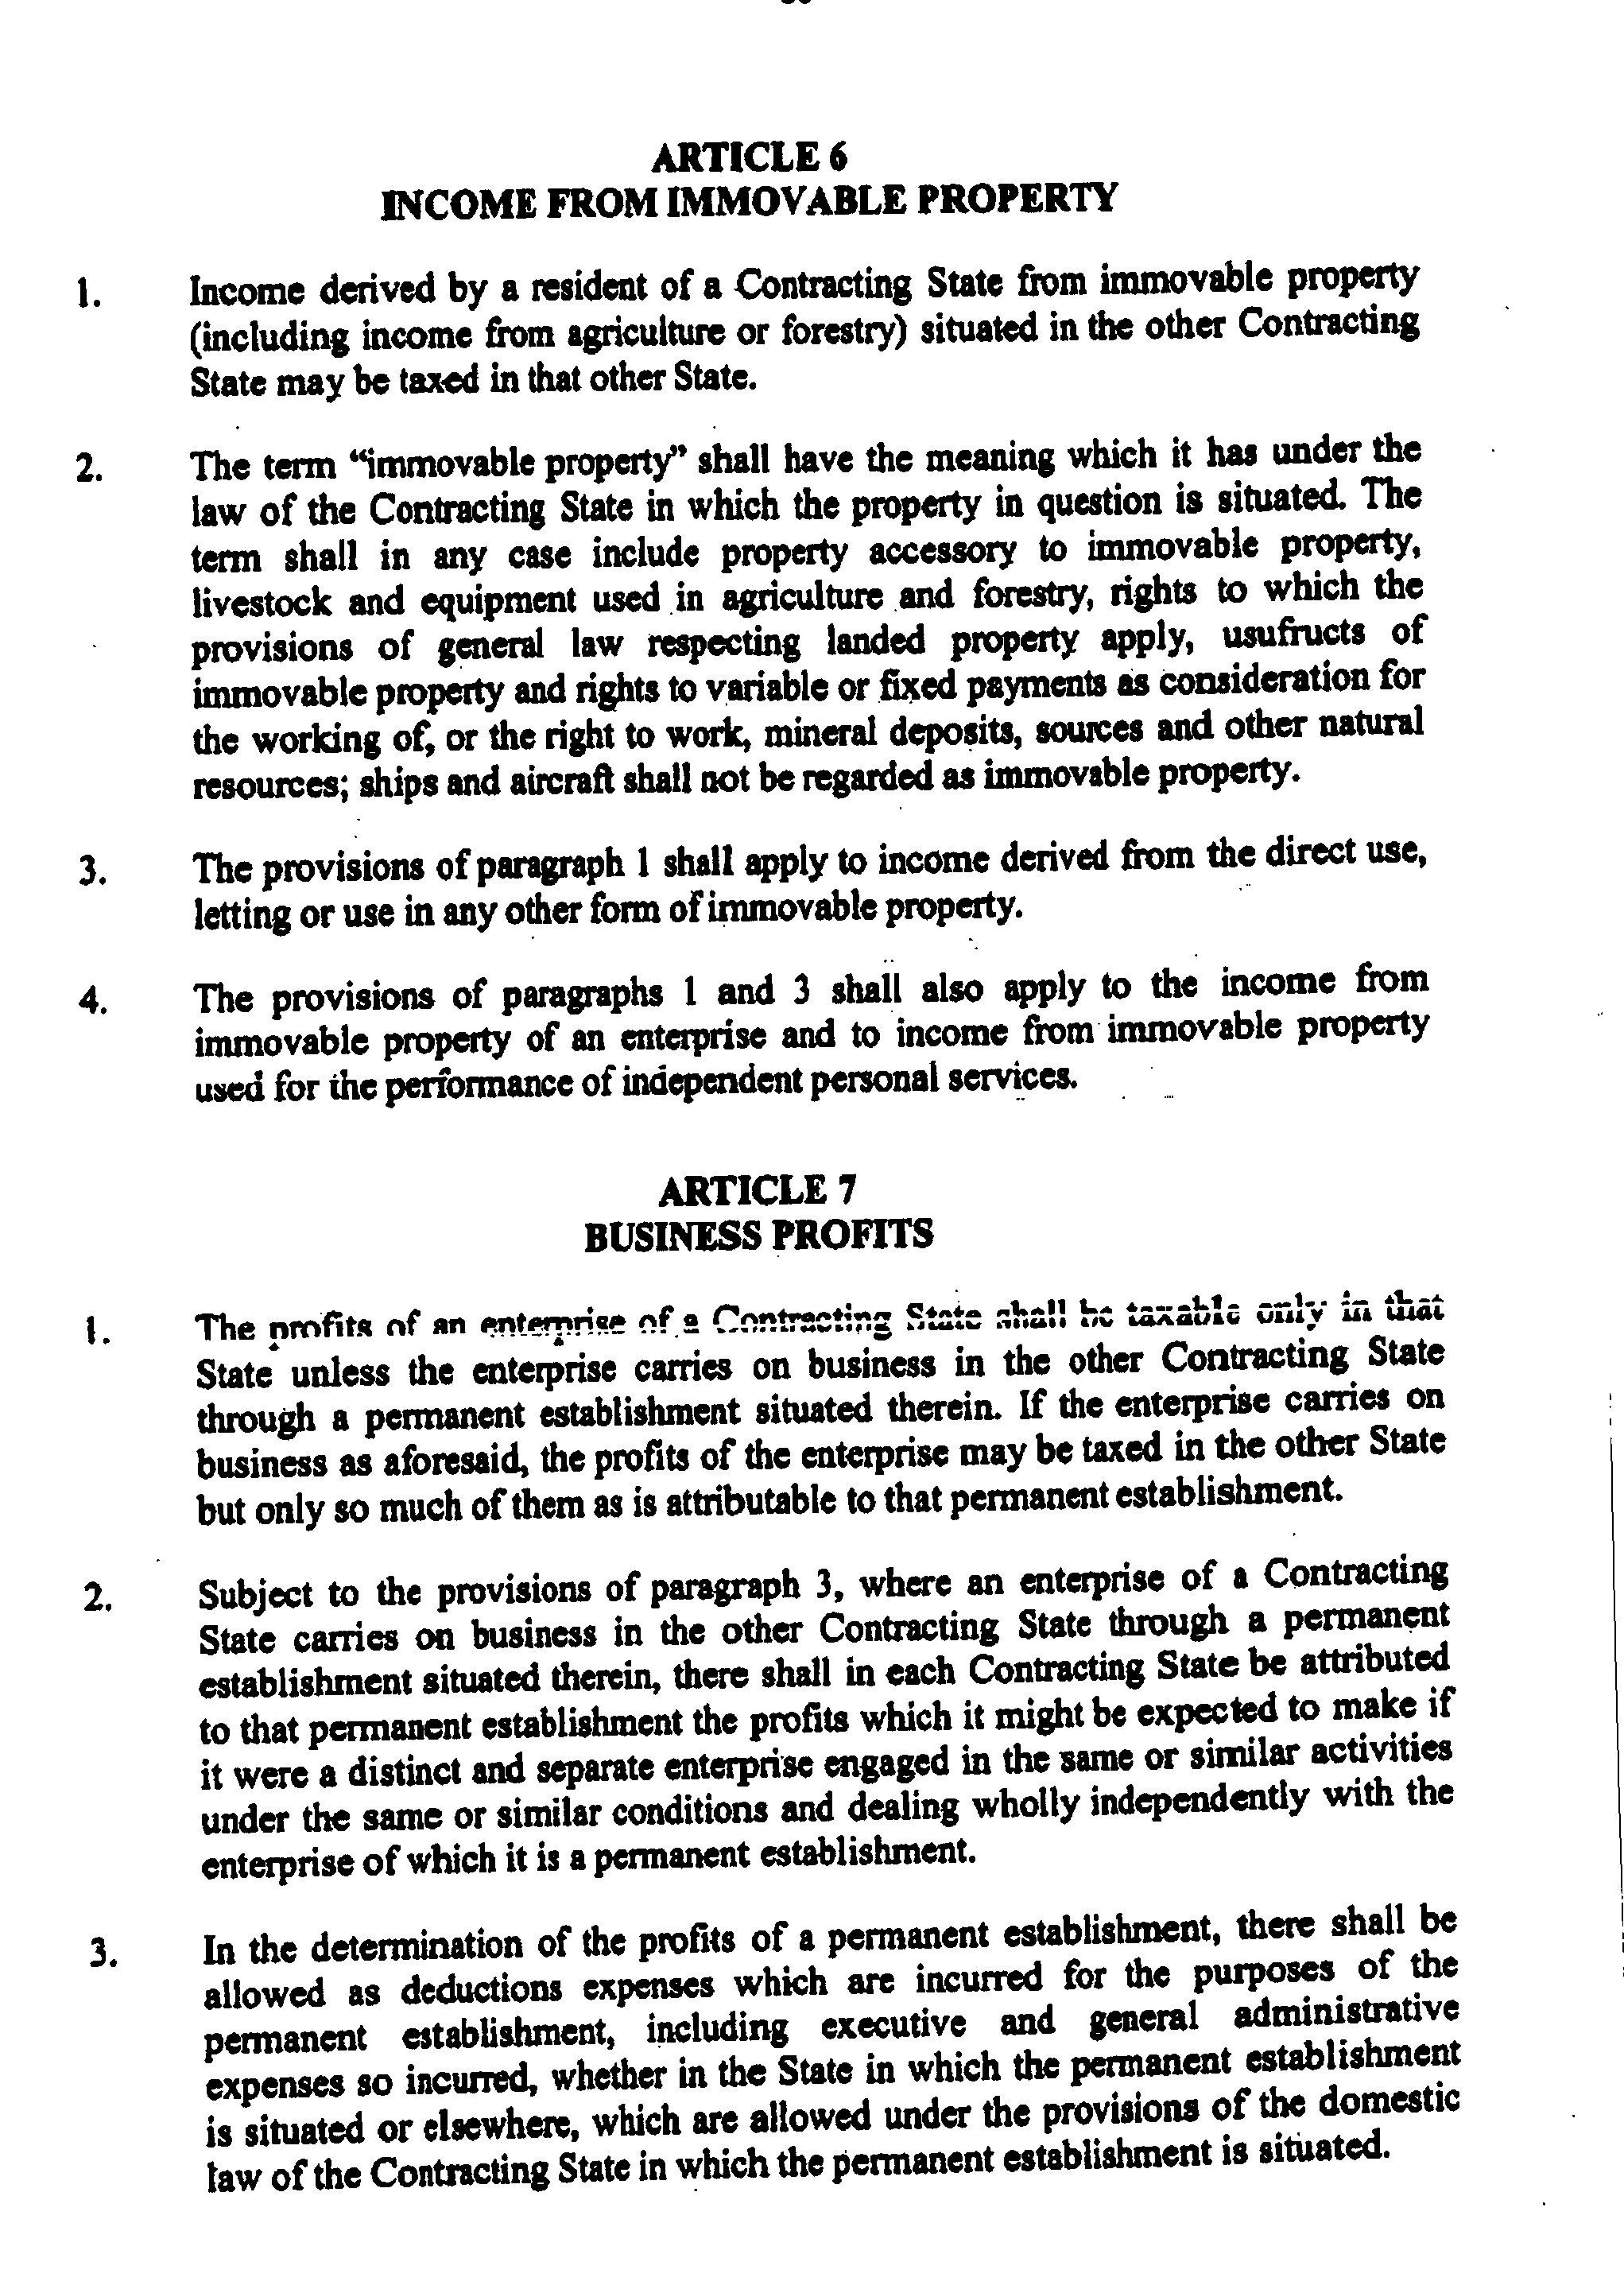 ARTICLE 6
INCOME FROM IMMOVABLE PROPERTY
1. Income derived by a resident of a Contracting State from immovable property
(including income from agriculture or forestry) situated in the other Contracting
State may be taxed in that other State.
2. The term “immovable property” shall have the meaning which it has under the
law of the Contracting State in which the property in question is situated. The
term shall in any case include property accessory to immovable property,
livestock and equipment used in agriculture and forestry, rights to which the
provisions of general law respecting landed property apply, usufructs of
immovable property and rights to variable or fixed payments as consideration for
the working of, or the right to work, mineral deposits, sources and other natural
resources; ships and aircraft shall not be regarded as immovable property.
3. The provisions of paragraph 1 shall apply to income derived from the direct use,
letting or use in any other form of immovable property.
4. The provisions of paragraphs 1 and 3 shall also apply to the income from
immovable property of an enterprise and to income from immovable property
used for the performance of independent personal services.
ARTICLE 7
BUSINESS PROFITS
1. The profits of an enterprise of a Contracting State shall be taxable only in that
State unless the enterprise carries on business in the other Contracting State
through a permanent establishment situated therein. If the enterprise carries on
business as aforesaid, the profits of the enterprise may be taxed in the other State
but only so much of them as is attributable to that permanent establishment.
2. Subject to the provisions of paragraph 3, where an enterprise of a Contracting
State carries on business in the other Contracting State through a permanent
establishment situated therein, there shall in each Contracting State be attributed
to that permanent establishment the profits which it might be expected to make if
it were a distinct and separate enterprise engaged in the same or similar activities
under the same or similar conditions and dealing wholly independently with the
enterprise of which it is a permanent establishment.
3. In the determination of the profits of a permanent establishment, there shall be
allowed as deductions expenses which are incurred for the purposes of the
permanent establishment, including executive and general administrative
expenses so incurred, whether in the State in which the permanent establishment
is situated or elsewhere, which are allowed under the provisions of the domestic
law of the Contracting State in which the permanent establishment is situated.